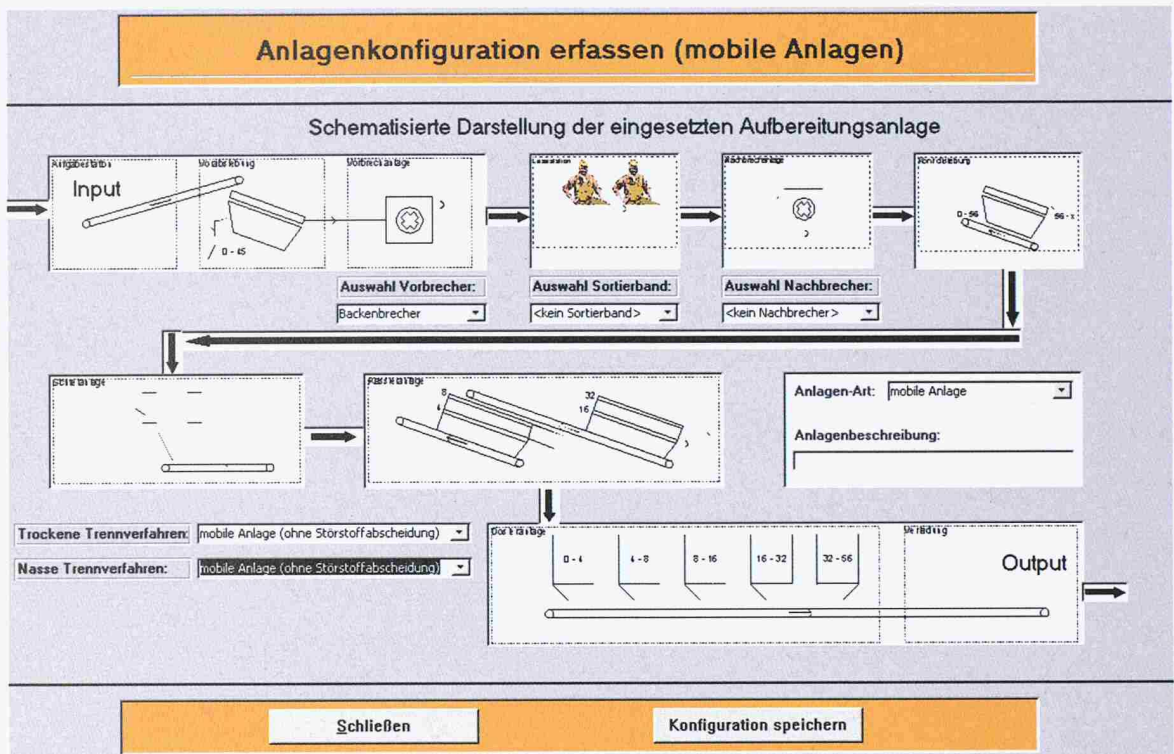 Anlagenkonfiguration erfassen (mobile Anlagen)
Schematisierte Darstellung der eingesetzten Aufbereitungsanlage
Input
0 - 45
0 - 56
56 - x
Auswahl Vorbrecher:
Auswahl Sortierband:
Auswahl Nachbrecher:
Backenbrecher
<kein Sortierband>
<kein Nachbrecher>
8
4
32
16
Anlagen-Art: mobile Anlage
Anlagenbeschreibung:
Trockene Trennverfahren: mobile Anlage (ohne Störstoffabscheidung)
Nasse Trennverfahren: mobile Anlage (ohne Störstoffabscheidung)
0 - 4
4 - 8
8 - 16
16 - 32
32 - 56
Output
Schließen
Konfiguration speichern